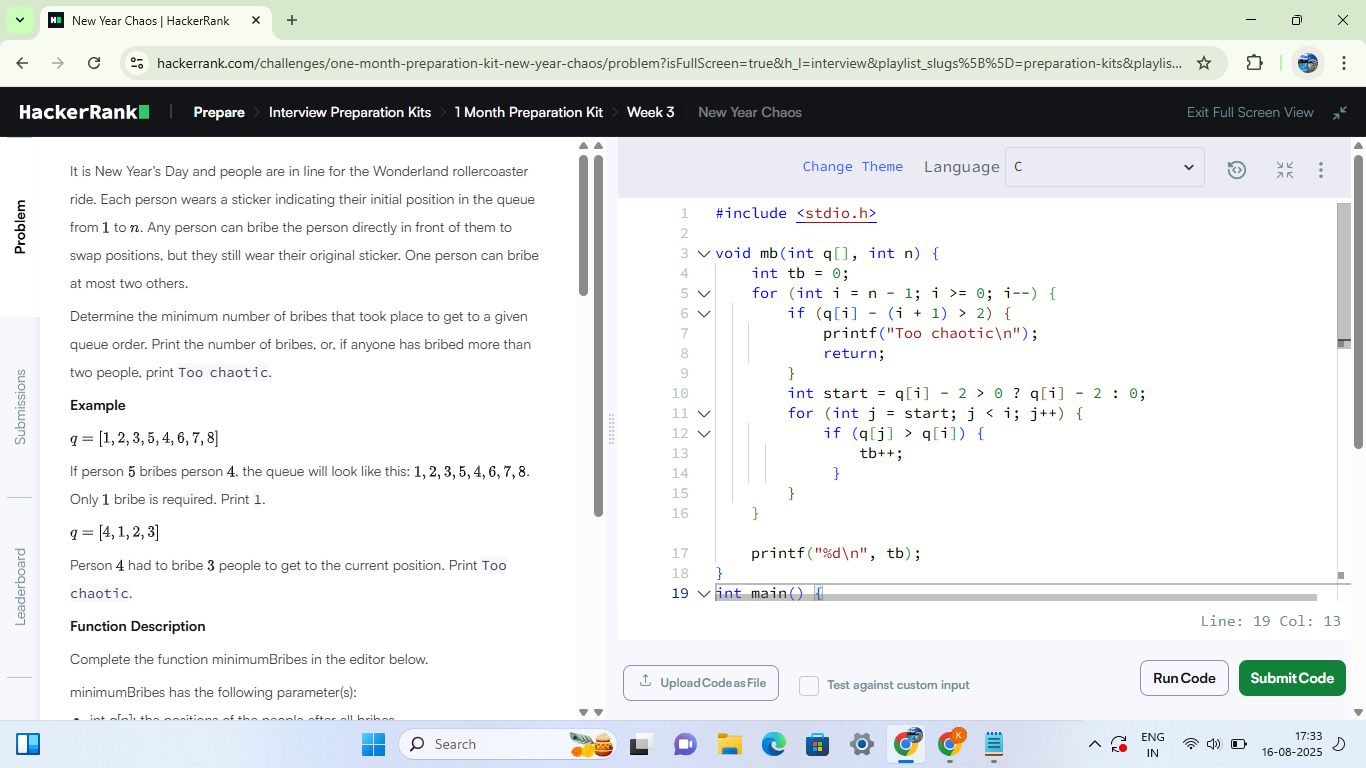 New Year Chaos | HackerRank
hackerrank.com/challenges/one-month-preparation-kit-new-year-chaos/problem?isFullScreen=true&h_l=interview&playlist_slugs%5B%5D=preparation-kits&playlis...
HackerRank
Prepare
Interview Preparation Kits
1 Month Preparation Kit
Week 3
New Year Chaos
Exit Full Screen View
Problem
Submissions
Leaderboard
It is New Year's Day and people are in line for the Wonderland rollercoaster
ride. Each person wears a sticker indicating their initial position in the queue
from 1 to n. Any person can bribe the person directly in front of them to
swap positions, but they still wear their original sticker. One person can bribe
at most two others.
Determine the minimum number of bribes that took place to get to a given
queue order. Print the number of bribes, or, if anyone has bribed more than
two people, print Too chaotic.
Example
q = [1, 2, 3, 5, 4, 6, 7, 8]
If person 5 bribes person 4, the queue will look like this: 1, 2, 3, 5, 4, 6, 7, 8.
Only 1 bribe is required. Print 1.
q = [4, 1, 2, 3]
Person 4 had to bribe 3 people to get to the current position. Print Too
chaotic.
Function Description
Complete the function minimumBribes in the editor below.
minimumBribes has the following parameter(s):
• int q[n]: the positions of the people after all bribes
Change Theme
Language
C
1 #include <stdio.h>
2
3 void mb(int q[], int n) {
4 int tb = 0;
5 for (int i = n - 1; i >= 0; i--) {
6 if (q[i] - (i + 1) > 2) {
7 printf("Too chaotic\n");
8 return;
9 }
10 int start = q[i] - 2 > 0 ? q[i] - 2 : 0;
11 for (int j = start; j < i; j++) {
12 if (q[j] > q[i]) {
13 tb++;
14 }
15 }
16 }
17 printf("%d\n", tb);
18 }
19 int main() {
Line: 19 Col: 13
Upload Code as File
Test against custom input
Run Code
Submit Code
Search
K
ENG
IN
17:33
16-08-2025